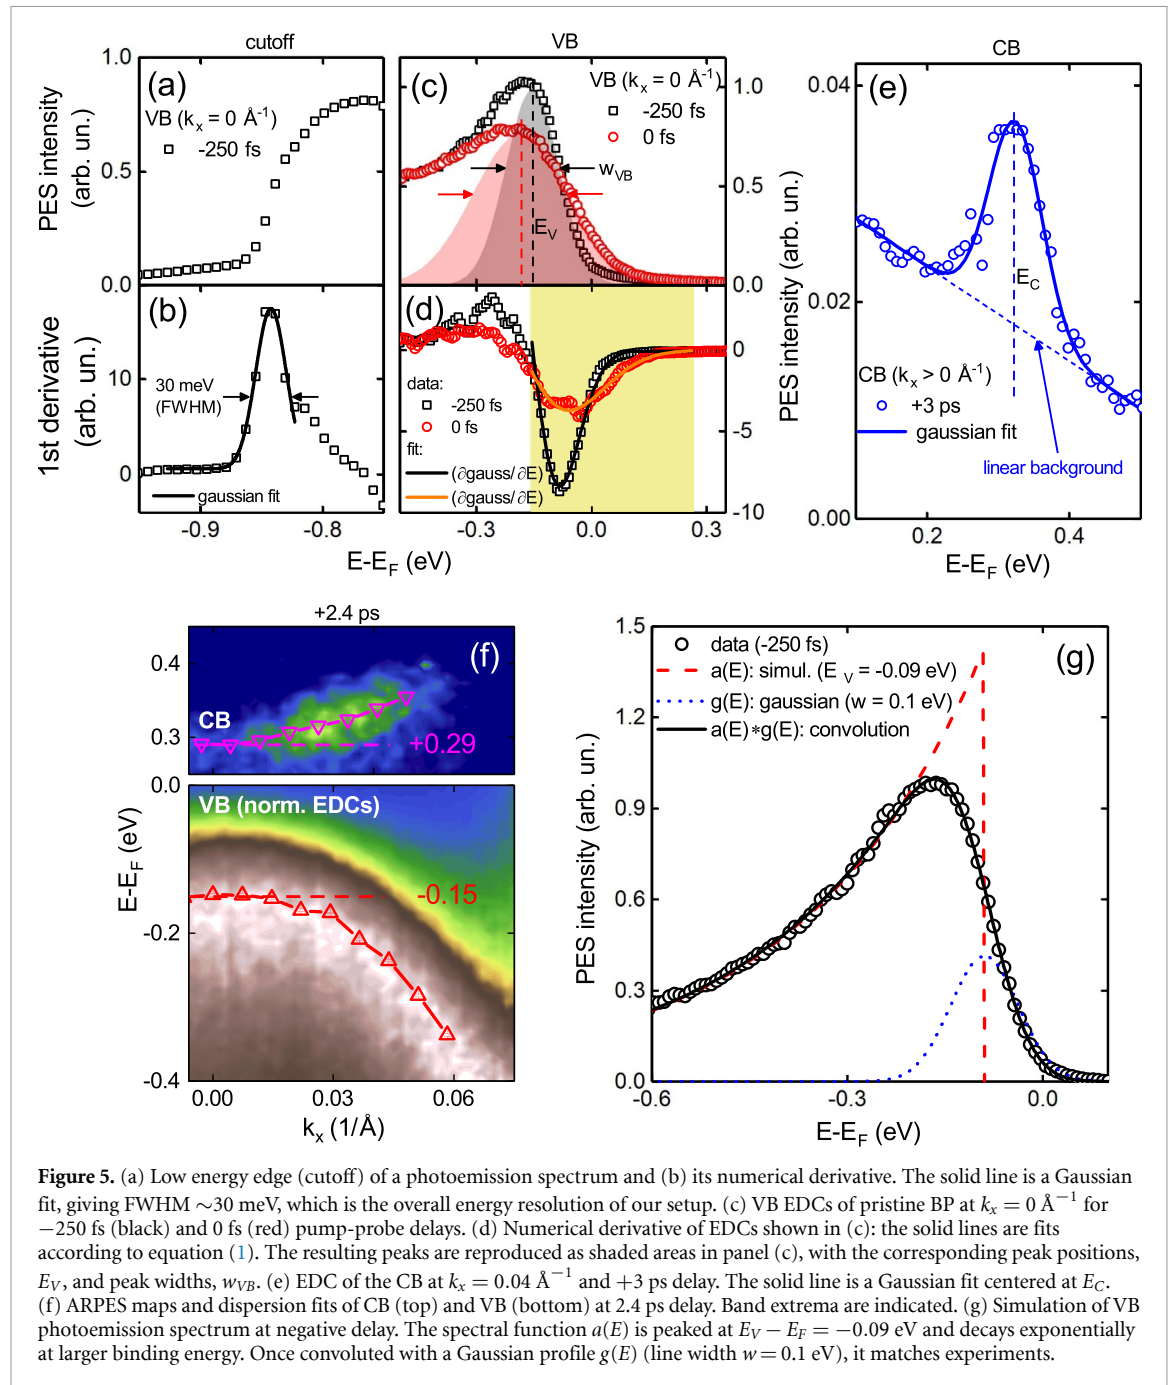 cutoff
VB
CB
(a)
VB (kx = 0 Å-1)
-250 fs
PES intensity
(arb. un.)
1.0
0.5
0.0
(b)
30 meV
(FWHM)
gaussian fit
1st derivative
(arb. un.)
10
0
-0.9
-0.8
(c)
VB (kx = 0 Å-1)
-250 fs
0 fs
wVB
EV
1.0
0.5
0.0
PES intensity (arb. un.)
(d)
data:
-250 fs
0 fs
fit:
(∂gauss/∂E)
(∂gauss/∂E)
0
-5
-10
-0.3
0.0
0.3
E-EF (eV)
(e)
0.04
0.02
0.00
EC
CB (kx > 0 Å-1)
+3 ps
gaussian fit
linear background
0.2
0.4
E-EF (eV)
+2.4 ps
(f)
CB
+0.29
0.4
0.3
VB (norm. EDCs)
-0.15
0.0
-0.2
-0.4
E-EF (eV)
0.00
0.03
0.06
kx (1/Å)
(g)
data (-250 fs)
a(E): simul. (E V = -0.09 eV)
g(E): gaussian (w = 0.1 eV)
a(E)*g(E): convolution
PES intensity (arb. un.)
1.5
1.2
0.9
0.6
0.3
0.0
-0.6
-0.3
0.0
E-EF (eV)
Figure 5. (a) Low energy edge (cutoff) of a photoemission spectrum and (b) its numerical derivative. The solid line is a Gaussian
fit, giving FWHM ∼30 meV, which is the overall energy resolution of our setup. (c) VB EDCs of pristine BP at kx = 0 Å−1 for
−250 fs (black) and 0 fs (red) pump-probe delays. (d) Numerical derivative of EDCs shown in (c): the solid lines are fits
according to equation (1). The resulting peaks are reproduced as shaded areas in panel (c), with the corresponding peak positions,
EV, and peak widths, wVB. (e) EDC of the CB at kx = 0.04 Å−1 and +3 ps delay. The solid line is a Gaussian fit centered at EC.
(f) ARPES maps and dispersion fits of CB (top) and VB (bottom) at 2.4 ps delay. Band extrema are indicated. (g) Simulation of VB
photoemission spectrum at negative delay. The spectral function a(E) is peaked at EV − EF = −0.09 eV and decays exponentially
at larger binding energy. Once convoluted with a Gaussian profile g(E) (line width w = 0.1 eV), it matches experiments.